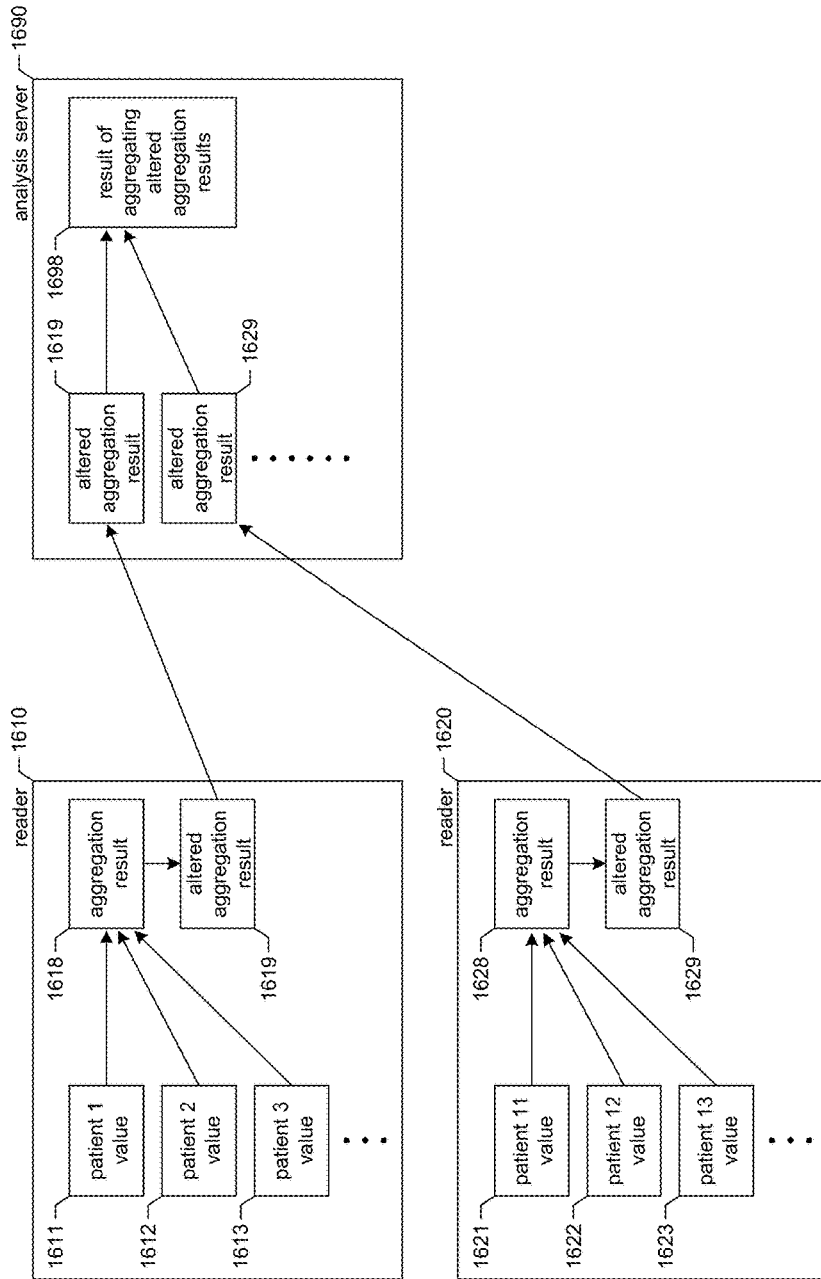 reader
1610
1611
patient 1
value
1612
patient 2
value
1613
patient 3
value
1618
aggregation
result
altered
aggregation
result
1619
reader
1620
1621
patient 11
value
1622
patient 12
value
1623
patient 13
value
1628
aggregation
result
altered
aggregation
result
1629
analysis server
1690
1619
altered
aggregation
result
altered
aggregation
result
1629
1698
result of
aggregating
altered
aggregation
results